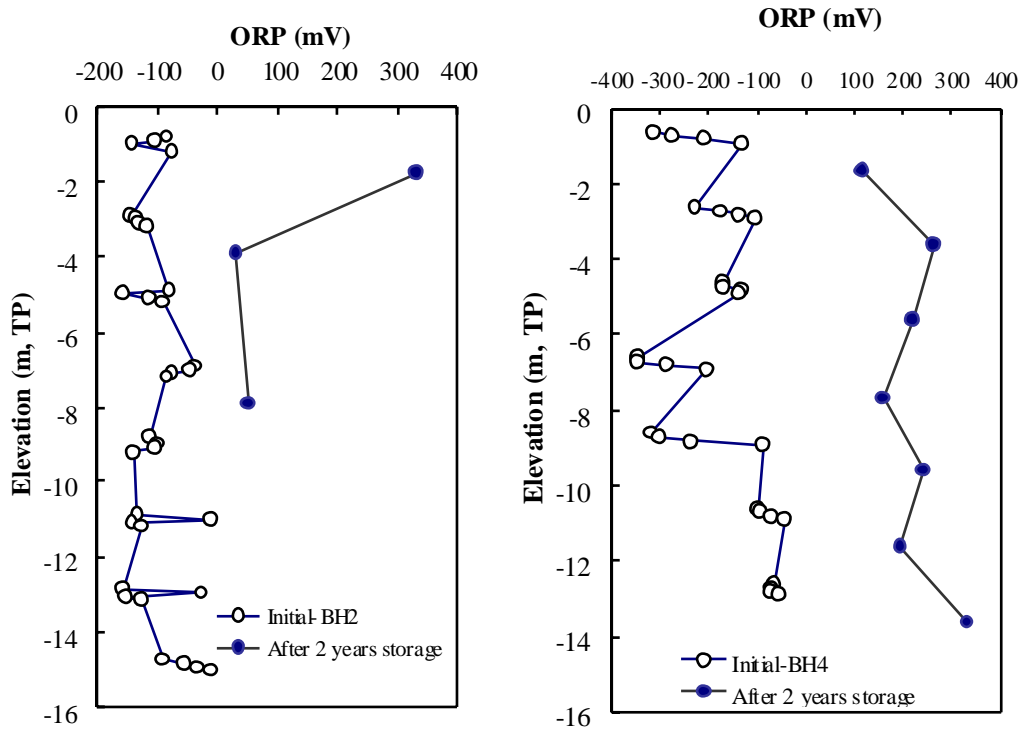 ORP (mV)
-200 -100 0 100 200 300 400
0
-2
-4
-6
-8
-10
-12
-14
-16
Elevation (m, TP)
Initial-BH2
After 2 years storage
ORP (mV)
-400 -300 -200 -100 0 100 200 300 400
0
-2
-4
-6
-8
-10
-12
-14
-16
Elevation (m, TP)
Initial-BH4
After 2 years storage